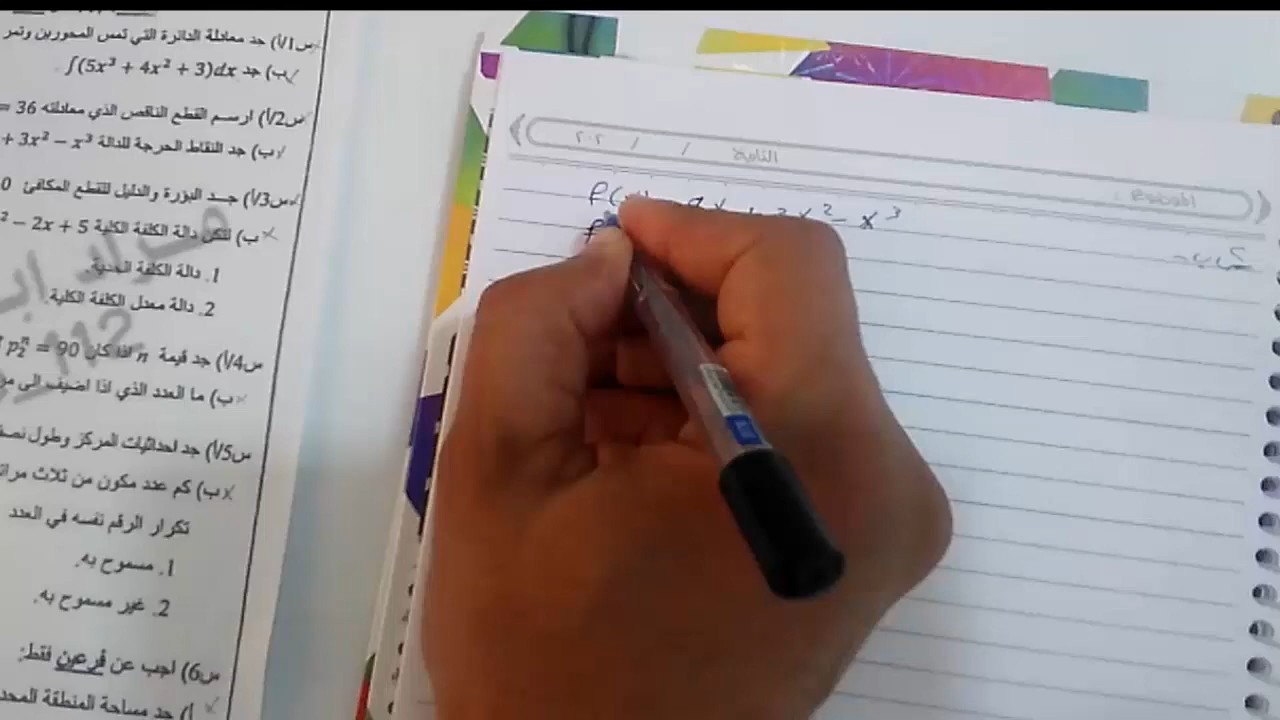 س1/أ) جد معادلة الدائرة التي تمس المحورين وتمر
ب) جد ∫(5x³ + 4x² + 3)dx
س2/أ) ارسم القطع الناقص الذي معادلته 36 =
ب) جد النقاط الحرجة للدالة + 3x² − x³
س3/أ) جد البؤرة والدليل للقطع المكافئ 0
ب) لتكن دالة الكلفة الكلية ² − 2x + 5
1. دالة الكلفة الحدية.
2. دالة معدل الكلفة الكلية.
س4/أ) جد قيمة n اذا كان p₂ⁿ = 90
ب) ما العدد الذي اذا اضيف الى
س5/أ) جد احداثيات المركز وطول نصف
ب) كم عدد مكون من ثلاث مراتب
تكرار الرقم نفسه في العدد
1. مسموح به.
2. غير مسموح به.
س6) اجب عن فرعين فقط:
أ) جد مساحة المنطقة
112
الموضوع : التاريخ / / ٢٠٢
f( x² − x³